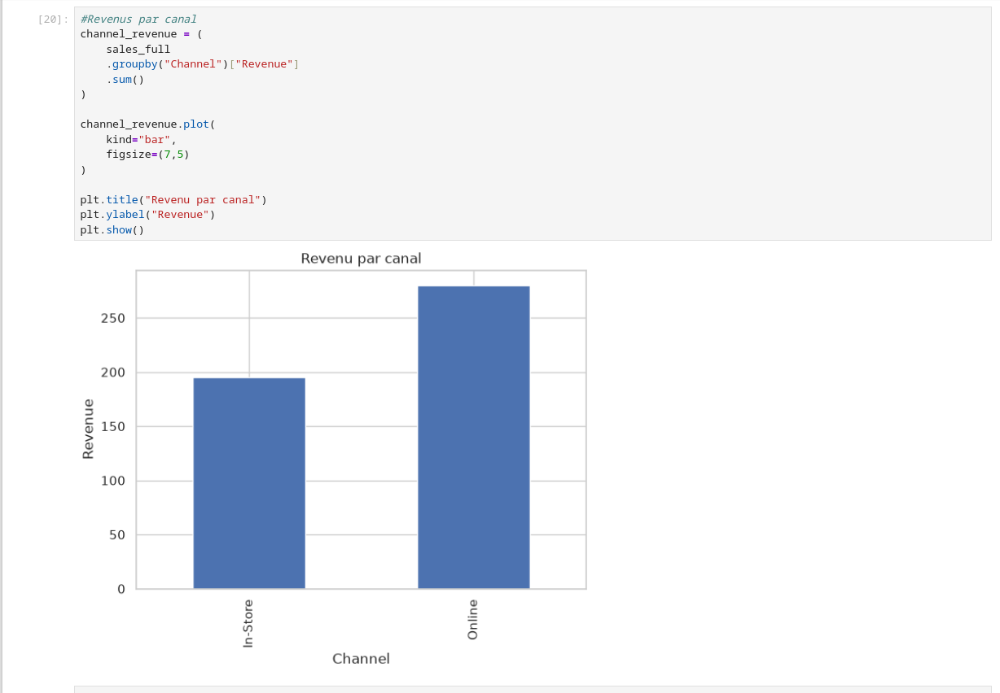 [20]:
#Revenus par canal
channel_revenue = (
    sales_full
    .groupby("Channel")["Revenue"]
    .sum()
)

channel_revenue.plot(
    kind="bar",
    figsize=(7,5)
)

plt.title("Revenu par canal")
plt.ylabel("Revenue")
plt.show()
Revenu par canal
250
200
150
100
50
0
Revenue
In-Store
Online
Channel